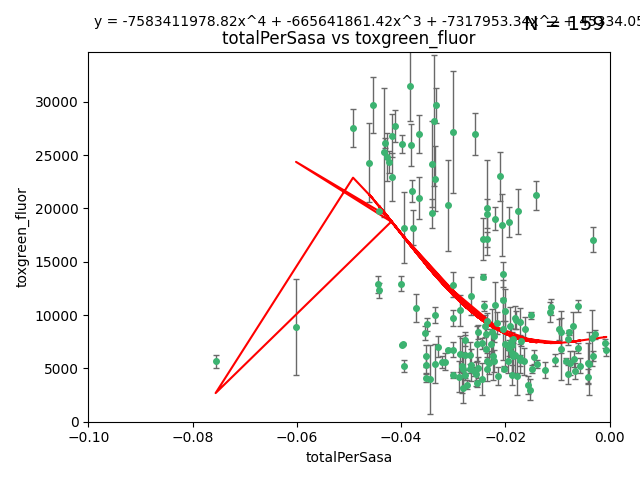 y = -7583411978.82x^4 + -665641861.42x^3 + -7317953.34x^2 +
N = 159
totalPerSasa vs toxgreen_fluor
30000
25000
20000
15000
10000
5000
0
toxgreen_fluor
−0.10 −0.08 −0.06 −0.04 −0.02 0.00
totalPerSasa